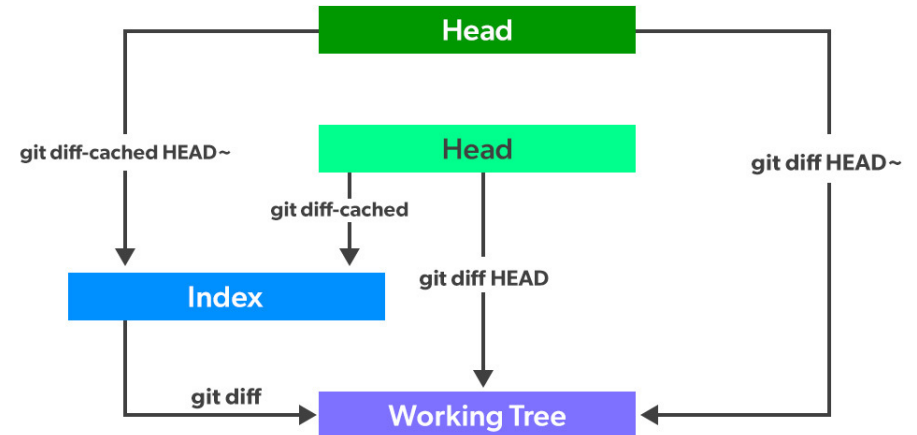 Head
git diff-cached HEAD~
Head
git diff HEAD~
git diff-cached
git diff HEAD
Index
git diff
Working Tree